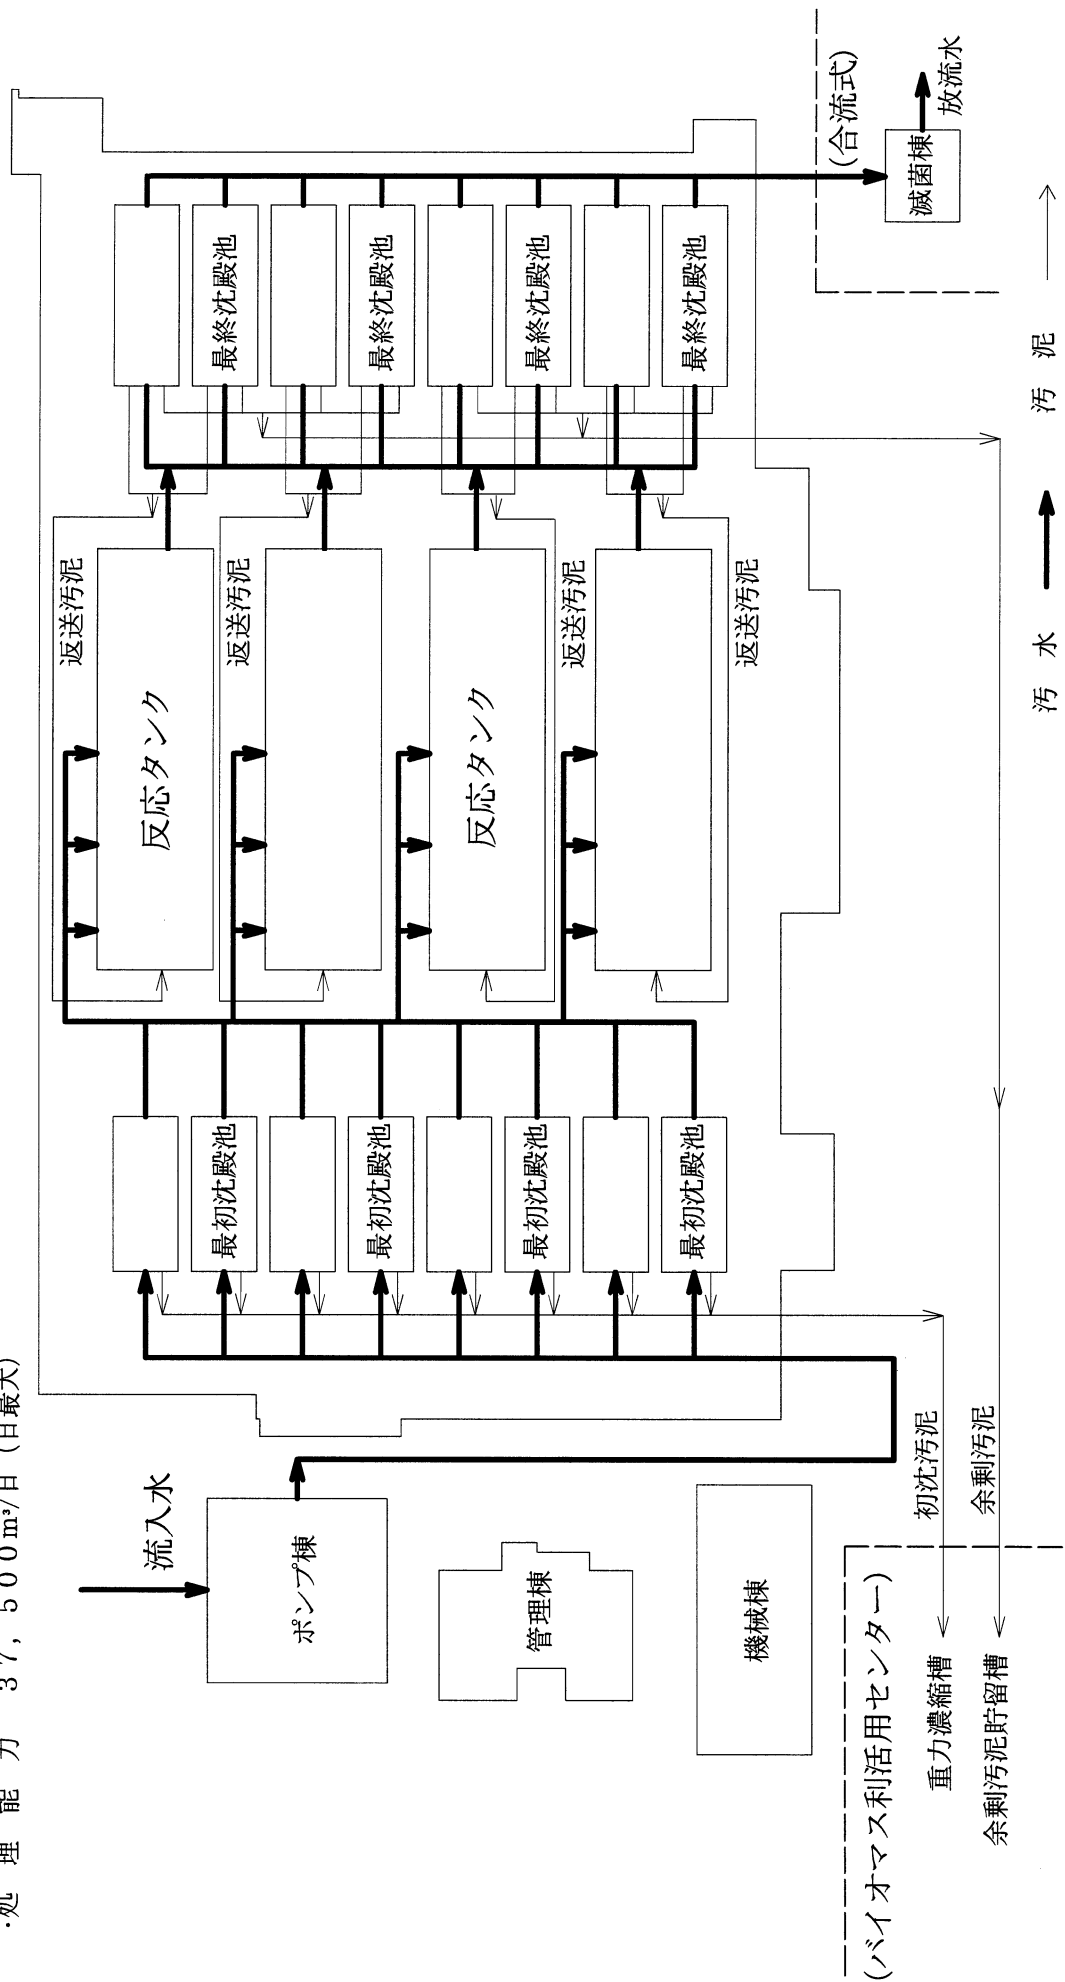 ・処理能力 37,500m³/日（日最大）
流入水
ポンプ棟
管理棟
機械棟
(バイオマス利活用センター)
重力濃縮槽
余剰汚泥貯留槽
初沈汚泥
余剰汚泥
最初沈殿池
最初沈殿池
最初沈殿池
最初沈殿池
返送汚泥
反応タンク
返送汚泥
反応タンク
返送汚泥
返送汚泥
最終沈殿池
最終沈殿池
最終沈殿池
最終沈殿池
(合流式)
滅菌棟
放流水
汚水
汚泥